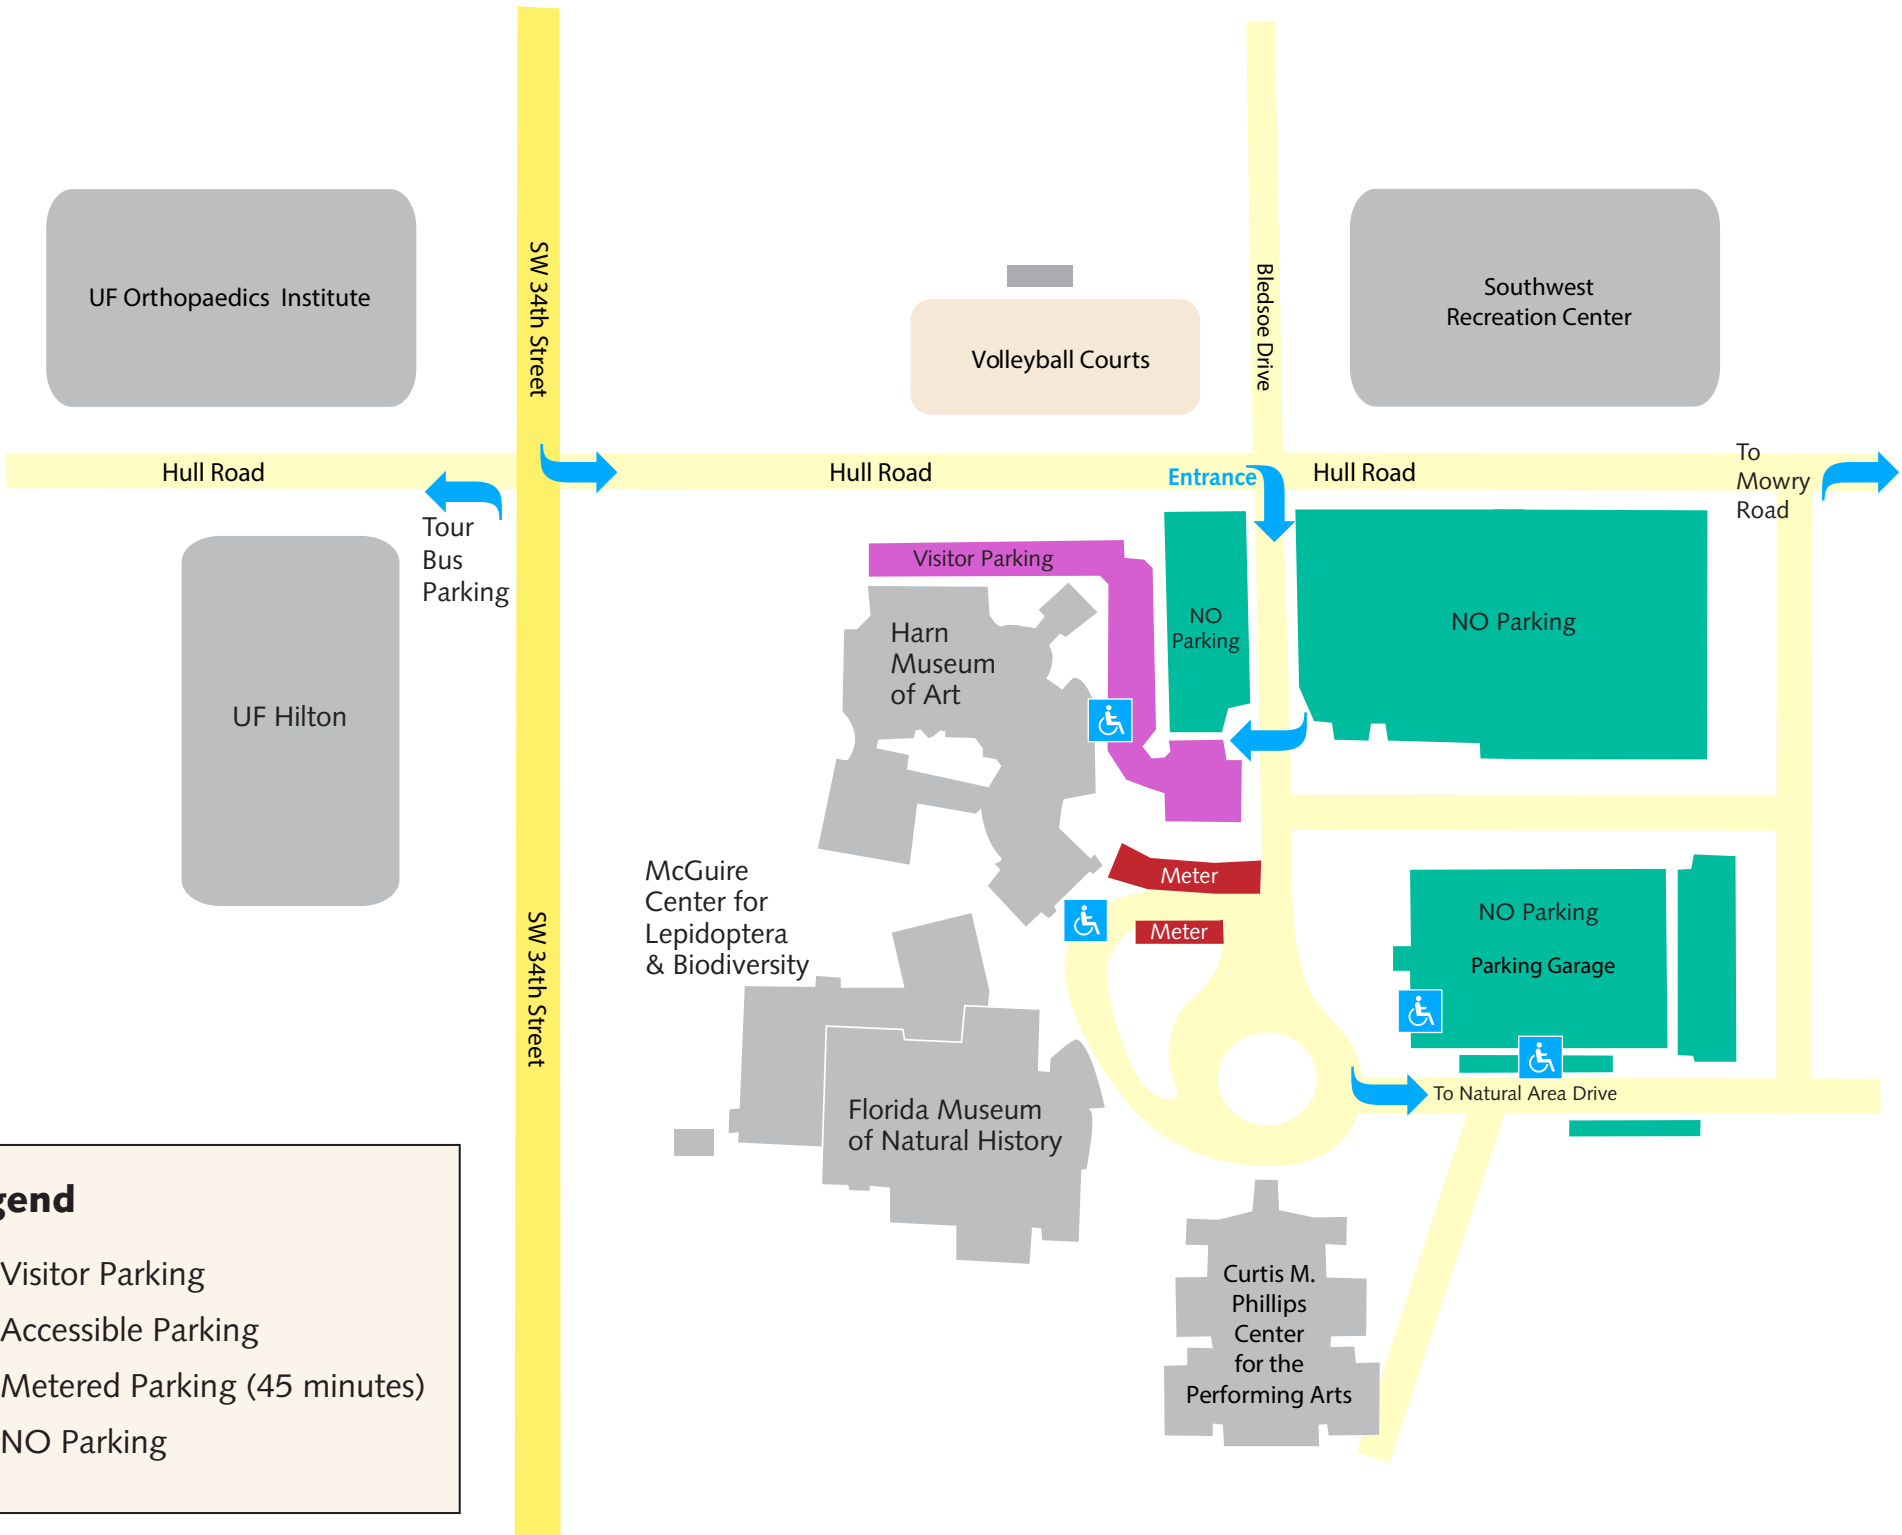 SW 34th Street
Bledsoe Drive
UF Orthopaedics Institute
Volleyball Courts
Southwest
Recreation Center
Hull Road
Hull Road
Entrance
Hull Road
To
Mowry
Road
Tour
Bus
Parking
Visitor Parking
NO
Parking
NO Parking
Harn
Museum
of Art
UF Hilton
McGuire
Center for
Lepidoptera
& Biodiversity
Meter
Meter
SW 34th Street
NO Parking
Parking Garage
To Natural Area Drive
Florida Museum
of Natural History
Curtis M.
Phillips
Center
for the
Performing Arts
gend
Visitor Parking
Accessible Parking
Metered Parking (45 minutes)
NO Parking